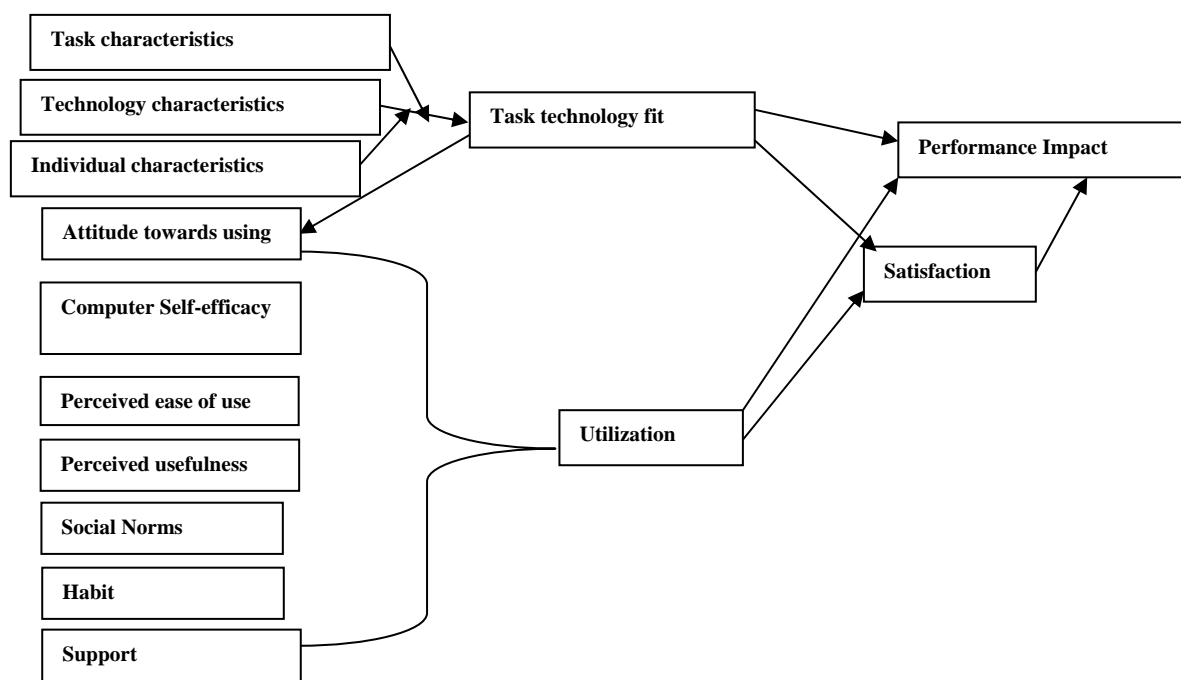 Task characteristics
Technology characteristics
Individual characteristics
Attitude towards using
Computer Self-efficacy
Perceived ease of use
Perceived usefulness
Social Norms
Habit
Support
Task technology fit
Utilization
Performance Impact
Satisfaction